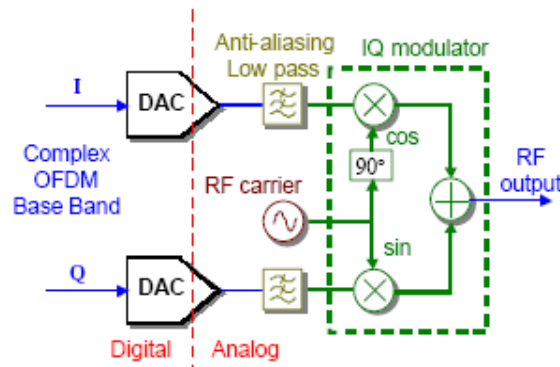 Anti-aliasing
Low pass
IQ modulator
I
DAC
cos
Complex
OFDM
Base Band
RF carrier
90°
RF
output
sin
Q
DAC
Digital
Analog